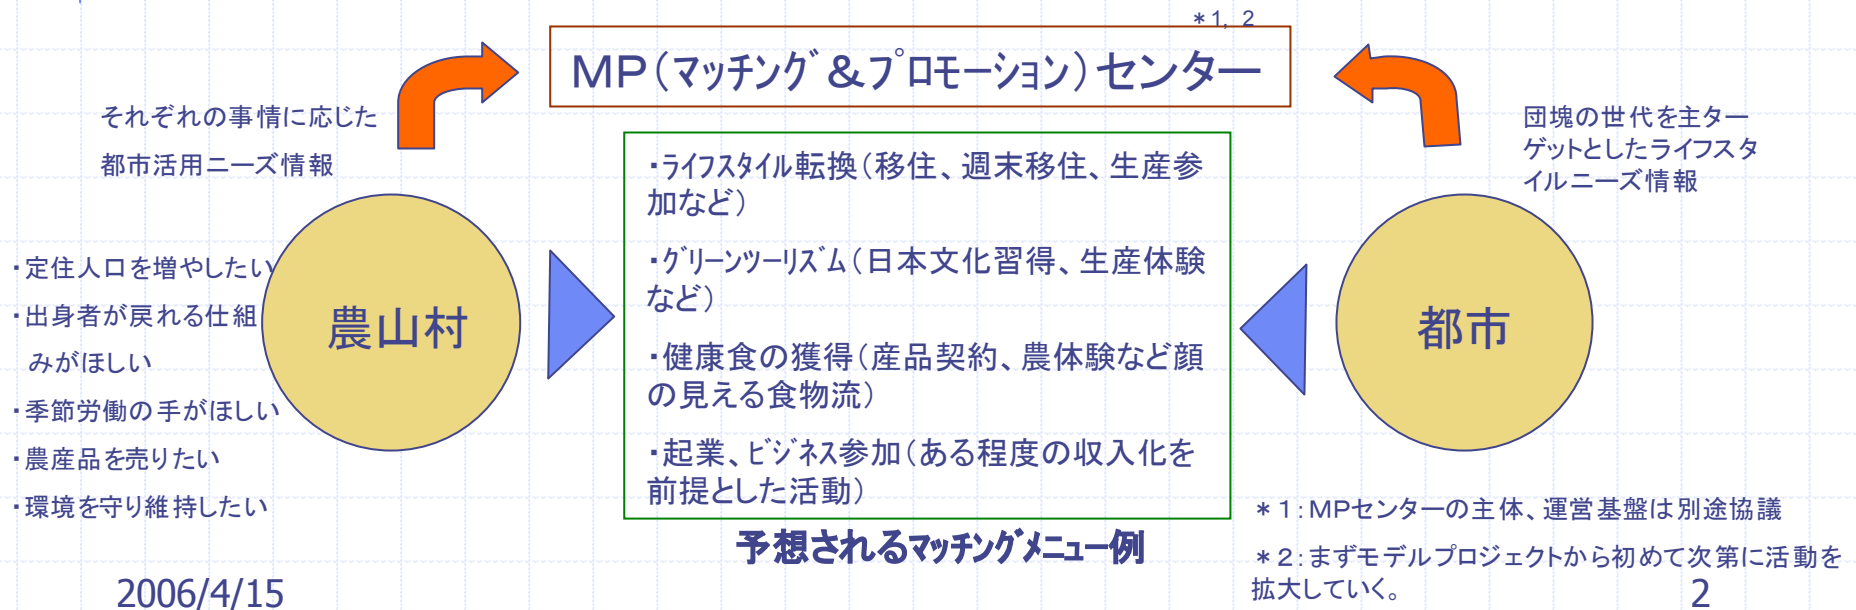 ＊1, 2
ＭＰ（ﾏｯﾁﾝｸﾞ＆ﾌﾟﾛﾓｰｼｮﾝ）センター
それぞれの事情に応じた
都市活用ニーズ情報
団塊の世代を主ター
ゲットとしたライフスタ
イルニーズ情報
・ﾗｲﾌｽﾀｲﾙ転換（移住、週末移住、生産参
加など）
・ｸﾞﾘｰﾝﾂｰﾘｽﾞﾑ（日本文化習得、生産体験
など）
・健康食の獲得（産品契約、農体験など顔
の見える食物流）
・起業、ﾋﾞｼﾞﾈｽ参加（ある程度の収入化を
前提とした活動）
予想されるﾏｯﾁﾝｸﾞﾒﾆｭｰ例
・定住人口を増やしたい
・出身者が戻れる仕組
みがほしい
・季節労働の手がほしい
・農産品を売りたい
・環境を守り維持したい
農山村
都市
＊１：ＭＰセンターの主体、運営基盤は別途協議
＊２：まずモデルプロジェクトから初めて次第に活動を
拡大していく。
2006/4/15
2